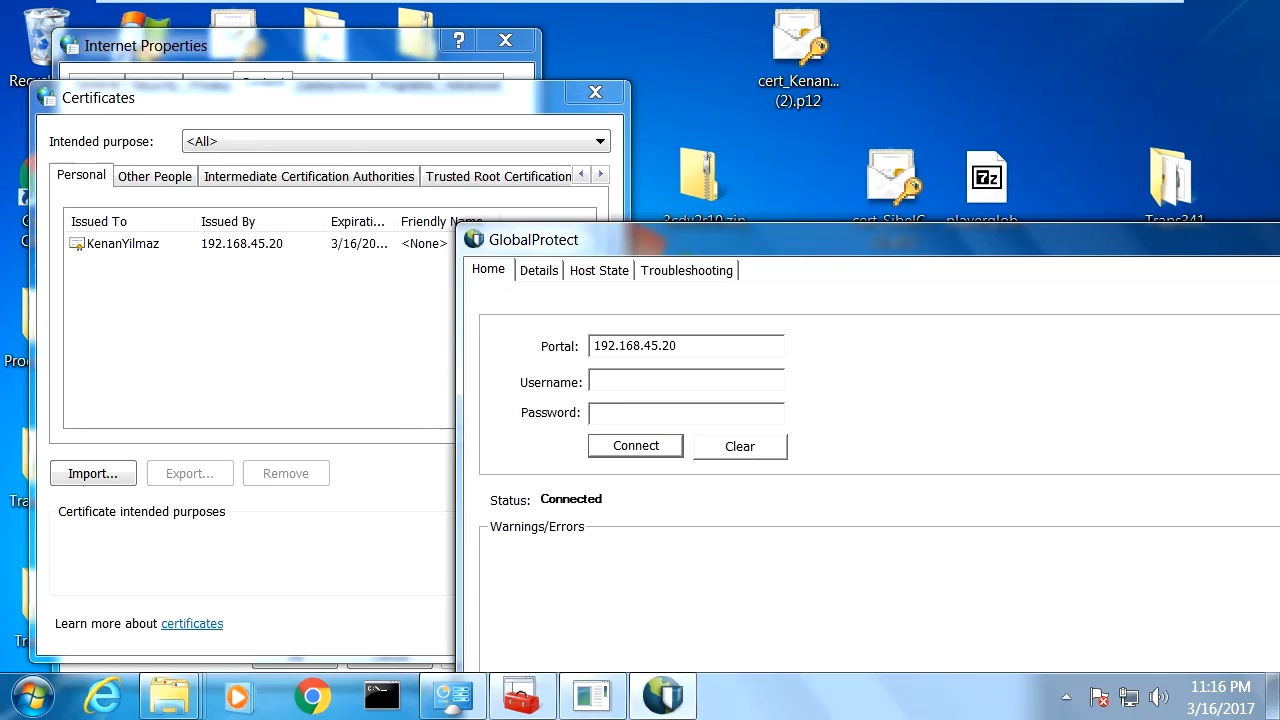 cert_Kenan...
(2).p12
Properties
Certificates
Intended purpose:
<All>
Personal
Other People
Intermediate Certification Authorities
Trusted Root Certification
Issued To
Issued By
Expirati...
Friendly Name
KenanYilmaz
192.168.45.20
3/16/20...
<None>
Import...
Export...
Remove
Certificate intended purposes
Learn more about certificates
GlobalProtect
Home
Details
Host State
Troubleshooting
Portal:
192.168.45.20
Username:
Password:
Connect
Clear
Status: Connected
Warnings/Errors
7z
11:16 PM
3/16/2017